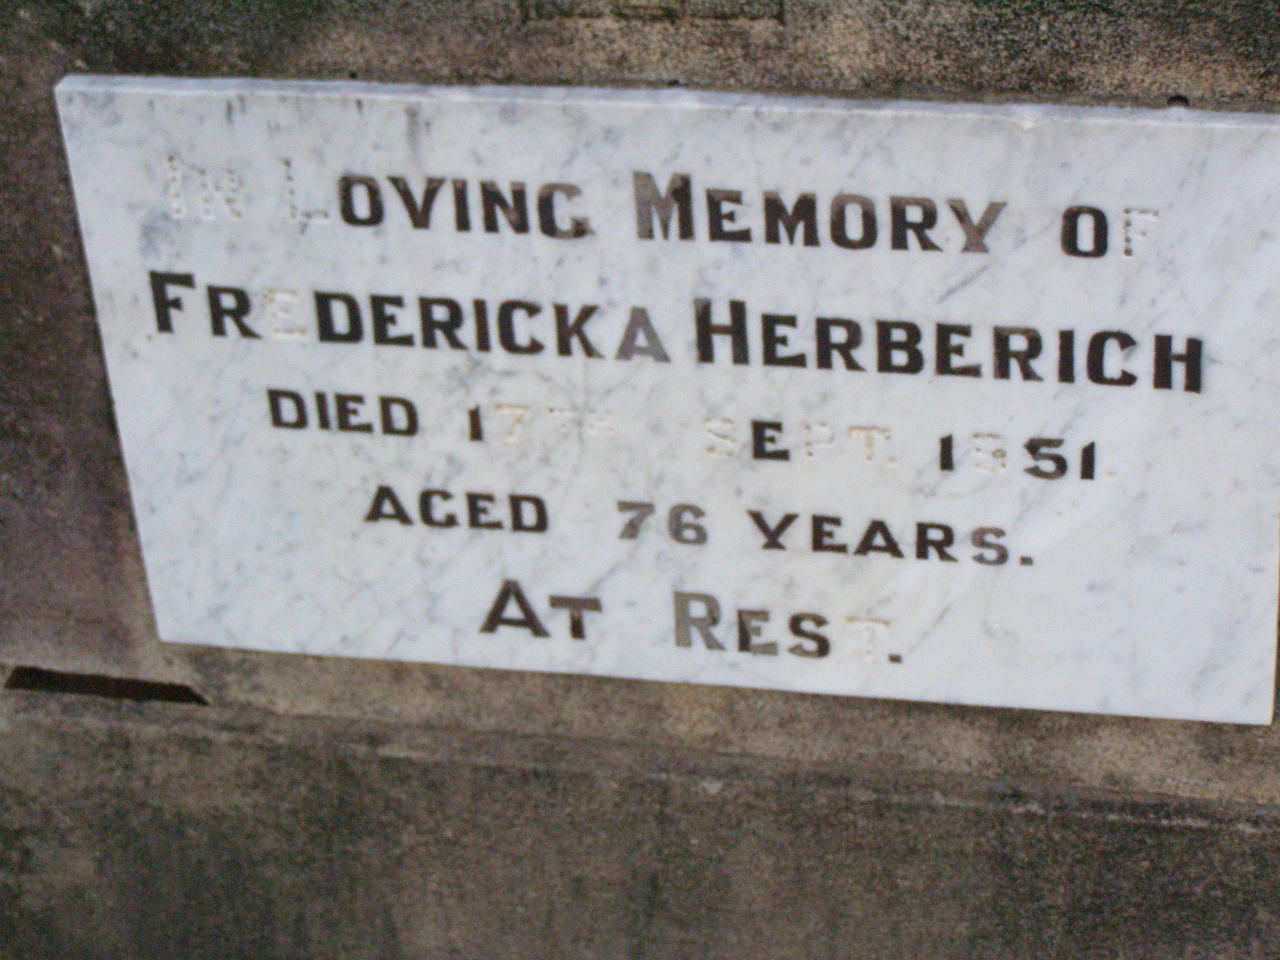 IN LOVING MEMORY OF
FREDERICKA HERBERICH
DIED 17TH SEPT. 1951.
AGED 76 YEARS.
AT REST.